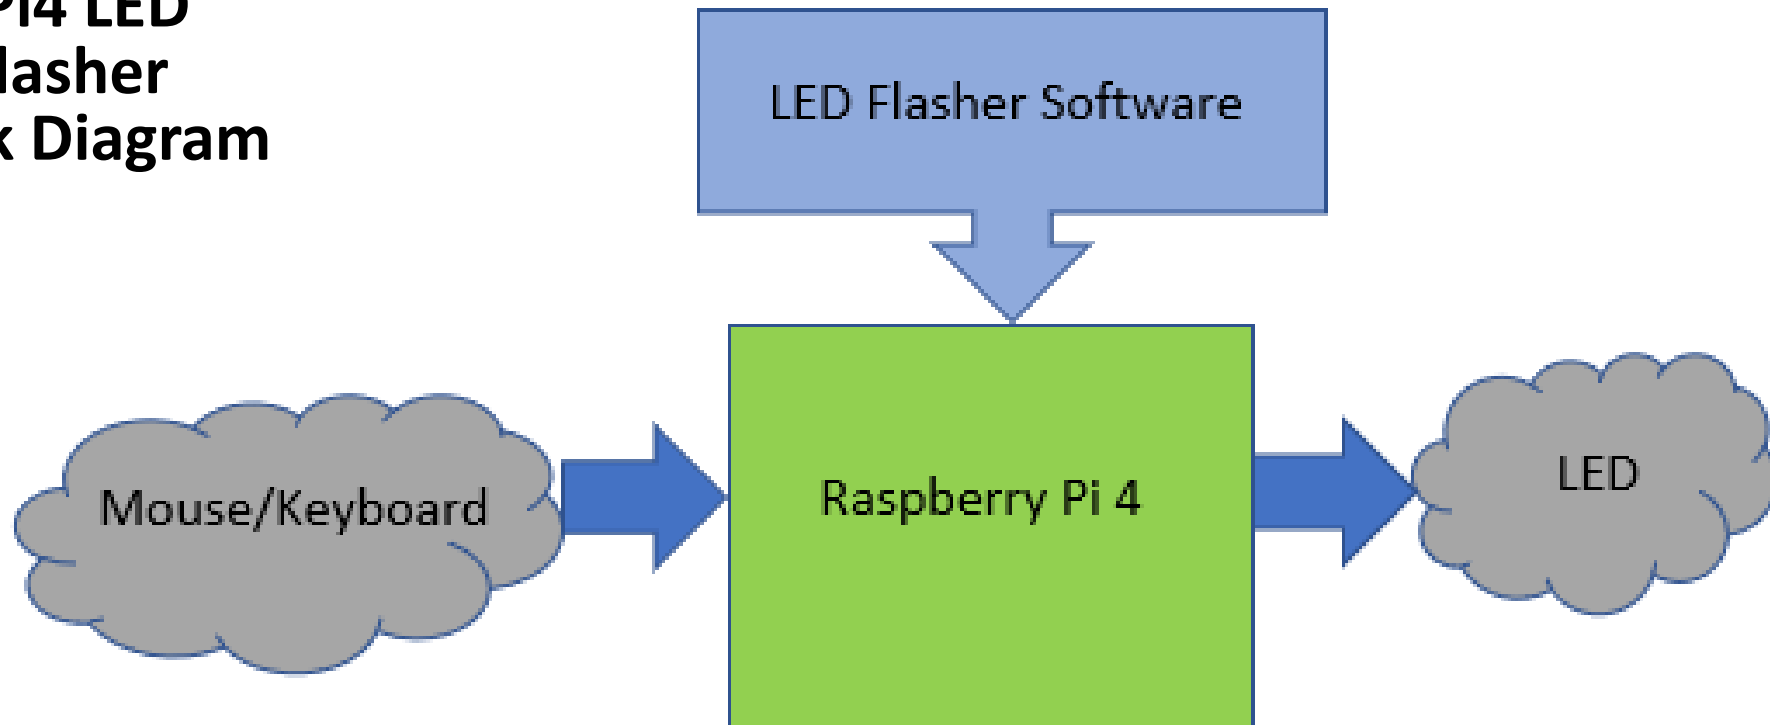 Pi4 LED
lasher
k Diagram
LED Flasher Software
Mouse/Keyboard
Raspberry Pi 4
LED